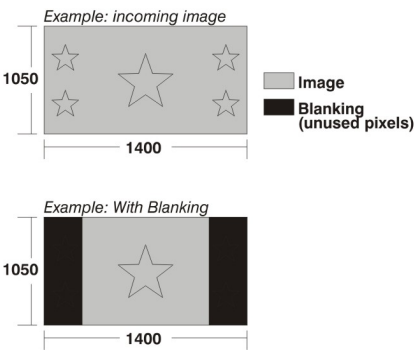 Example: incoming image
1050
Image
Blanking
(unused pixels)
1400
Example: With Blanking
1050
1400